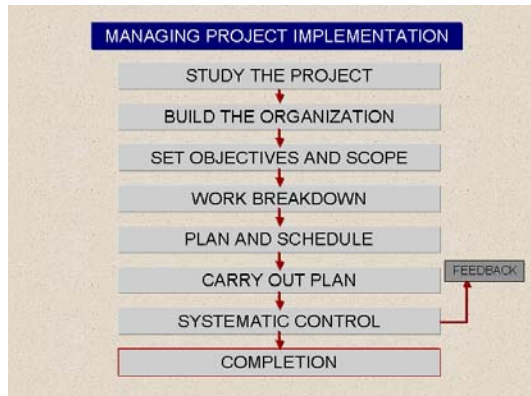 MANAGING PROJECT IMPLEMENTATION
STUDY THE PROJECT
BUILD THE ORGANIZATION
SET OBJECTIVES AND SCOPE
WORK BREAKDOWN
PLAN AND SCHEDULE
CARRY OUT PLAN
FEEDBACK
SYSTEMATIC CONTROL
COMPLETION